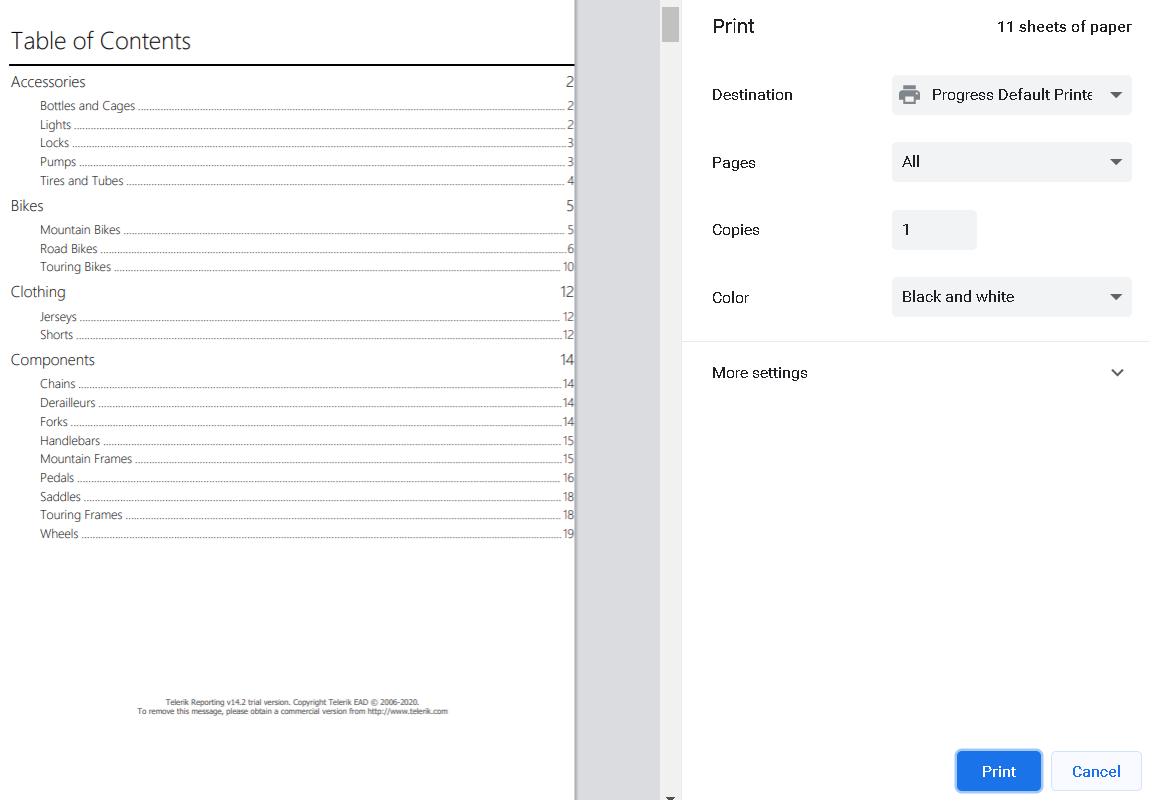 Table of Contents
Accessories 2
Bottles and Cages 2
Lights 2
Locks 3
Pumps 3
Tires and Tubes 4
Bikes 5
Mountain Bikes 5
Road Bikes 6
Touring Bikes 10
Clothing 12
Jerseys 12
Shorts 12
Components 14
Chains 14
Derailleurs 14
Forks 14
Handlebars 15
Mountain Frames 15
Pedals 16
Saddles 18
Touring Frames 18
Wheels 19
Telerik Reporting v14.2 trial version. Copyright Telerik EAD © 2006-2020.
To remove this message, please obtain a commercial version from http://www.telerik.com
Print 11 sheets of paper
Destination Progress Default Printe
Pages All
Copies 1
Color Black and white
More settings
Print Cancel